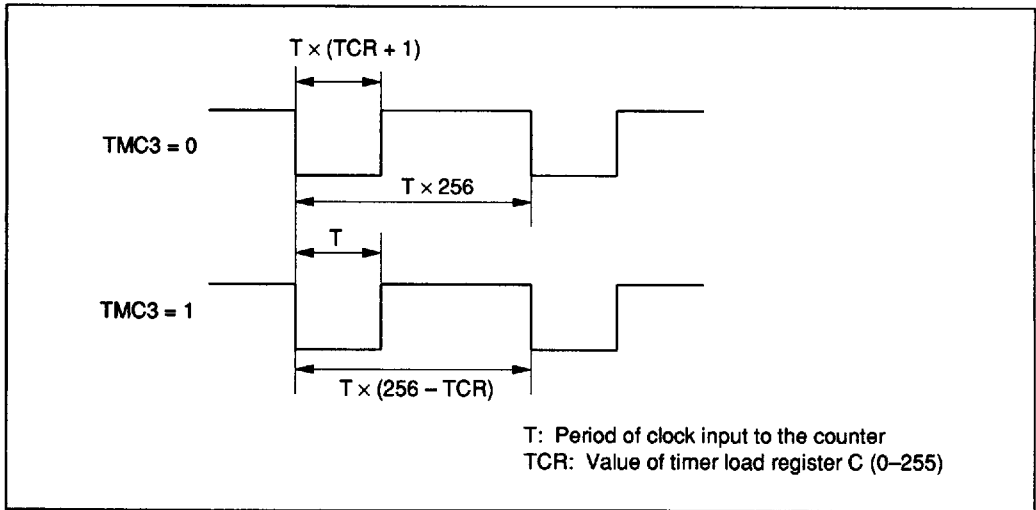 T × (TCR + 1)
TMC3 = 0
T × 256
T
TMC3 = 1
T × (256 – TCR)
T: Period of clock input to the counter
TCR: Value of timer load register C (0–255)